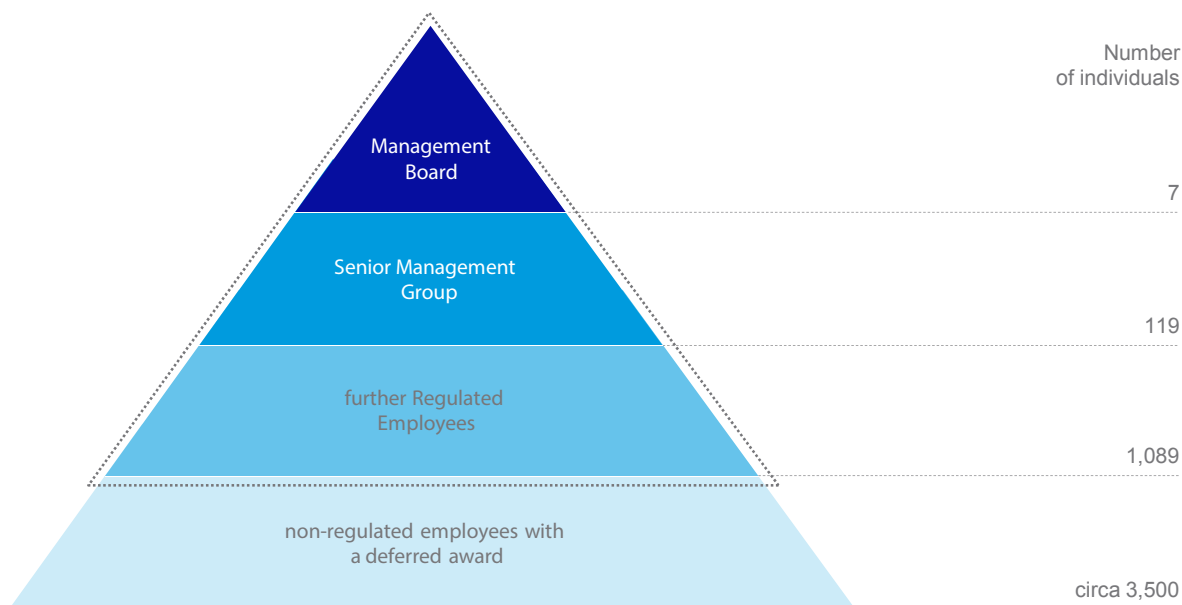 Number
of individuals
Management
Board
7
Senior Management
Group
119
further Regulated
Employees
1,089
non-regulated employees with
a deferred award
circa 3,500